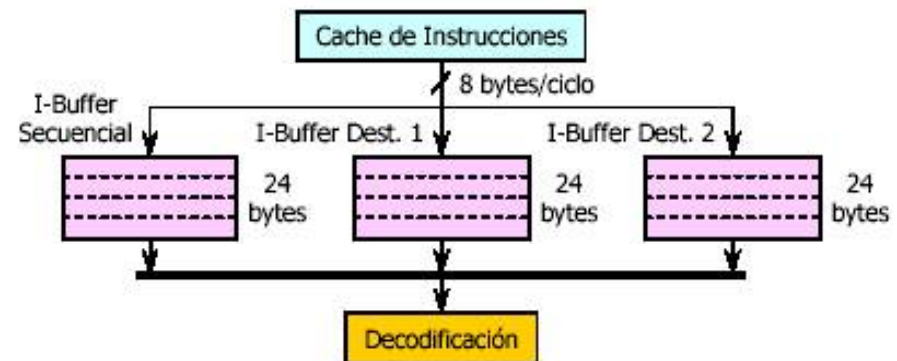 Cache de Instrucciones
8 bytes/ciclo
I-Buffer
Secuencial
I-Buffer Dest. 1
I-Buffer Dest. 2
24
bytes
24
bytes
24
bytes
Decodificación